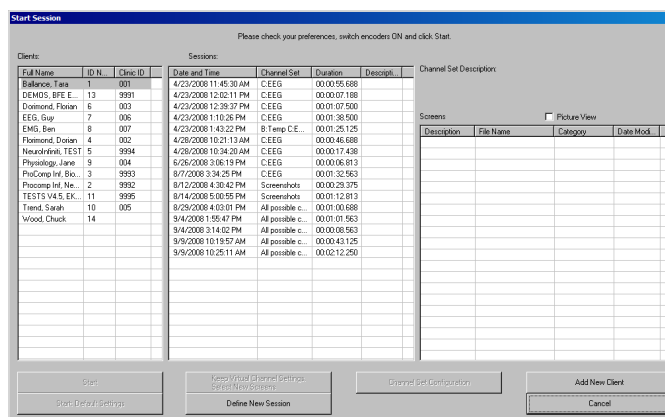 Start Session
Please check your preferences, switch encoders ON and click Start.
Clients:
Full Name ID N... Clinic ID
Ballance, Tara 1 001
DEMOS, BFE E... 13 9991
Dorimond, Florian 6 003
EEG, Guy 7 006
EMG, Ben 8 007
Florimond, Dorian 4 002
NeuroInfiniti, TEST 5 9994
Physiology, Jane 9 004
ProComp Inf, Bio... 3 9993
Procomp Inf, Ne... 2 9992
TESTS V4.5, EK... 11 9995
Trend, Sarah 10 005
Wood, Chuck 14
Sessions:
Date and Time Channel Set Duration Descripti...
4/23/2008 11:45:30 AM C:EEG 00:00:55.688
4/23/2008 12:02:11 PM C:EEG 00:00:07.188
4/23/2008 12:39:37 PM C:EEG 00:01:07.500
4/23/2008 1:10:26 PM C:EEG 00:01:38.500
4/23/2008 1:43:22 PM B:Temp C:E... 00:01:25.125
4/28/2008 10:21:13 AM C:EEG 00:00:46.688
4/28/2008 10:34:20 AM C:EEG 00:00:17.438
6/26/2008 3:06:19 PM C:EEG 00:00:06.813
8/7/2008 3:34:25 PM C:EEG 00:01:32.563
8/12/2008 4:30:42 PM Screenshots 00:00:29.375
8/14/2008 5:00:55 PM Screenshots 00:01:12.813
8/29/2008 4:03:01 PM All possible c... 00:01:00.688
9/4/2008 1:55:47 PM All possible c... 00:01:01.563
9/4/2008 3:14:02 PM All possible c... 00:00:08.563
9/9/2008 10:19:57 AM All possible c... 00:00:43.125
9/9/2008 10:25:11 AM All possible c... 00:02:12.250
Channel Set Description:
Screens Picture View
Description File Name Category Date Modi...
Start
Keep Virtual Channel Settings.
Select New Screens.
Channel Set Configuration
Add New Client
Start: Default Settings
Define New Session
Cancel